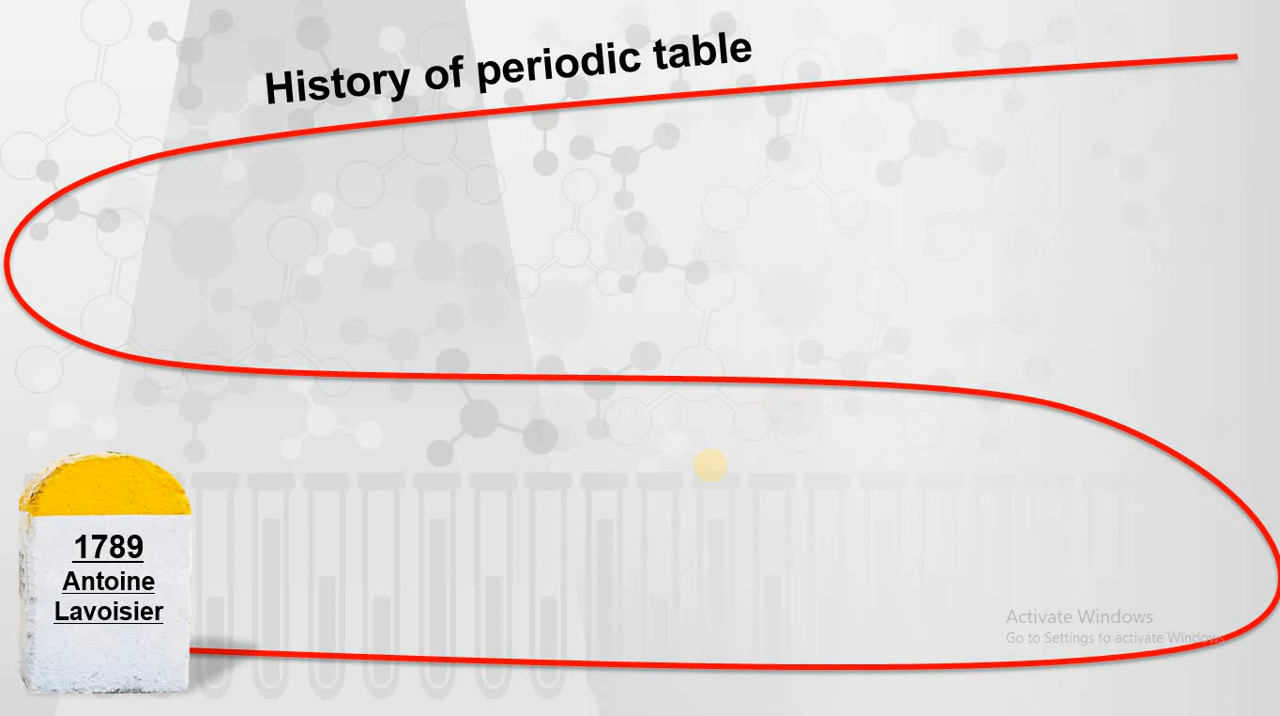 History of periodic table
1789
Antoine
Lavoisier
Activate Windows
Go to Settings to activate Windows.